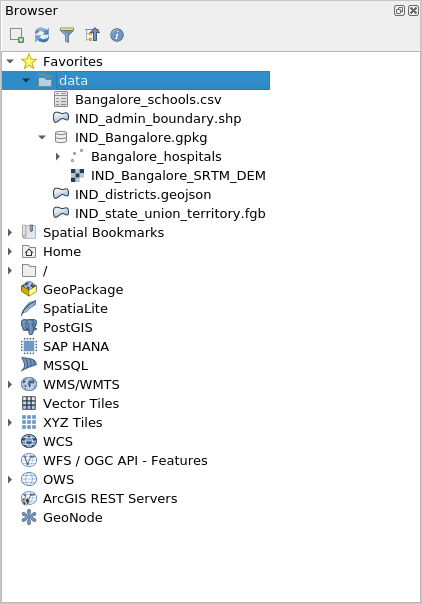 Browser
Favorites
data
Bangalore_schools.csv
IND_admin_boundary.shp
IND_Bangalore.gpkg
Bangalore_hospitals
IND_Bangalore_SRTM_DEM
IND_districts.geojson
IND_state_union_territory.fgb
Spatial Bookmarks
Home
/
GeoPackage
SpatiaLite
PostGIS
SAP HANA
MSSQL
WMS/WMTS
Vector Tiles
XYZ Tiles
WCS
WFS / OGC API - Features
OWS
ArcGIS REST Servers
GeoNode